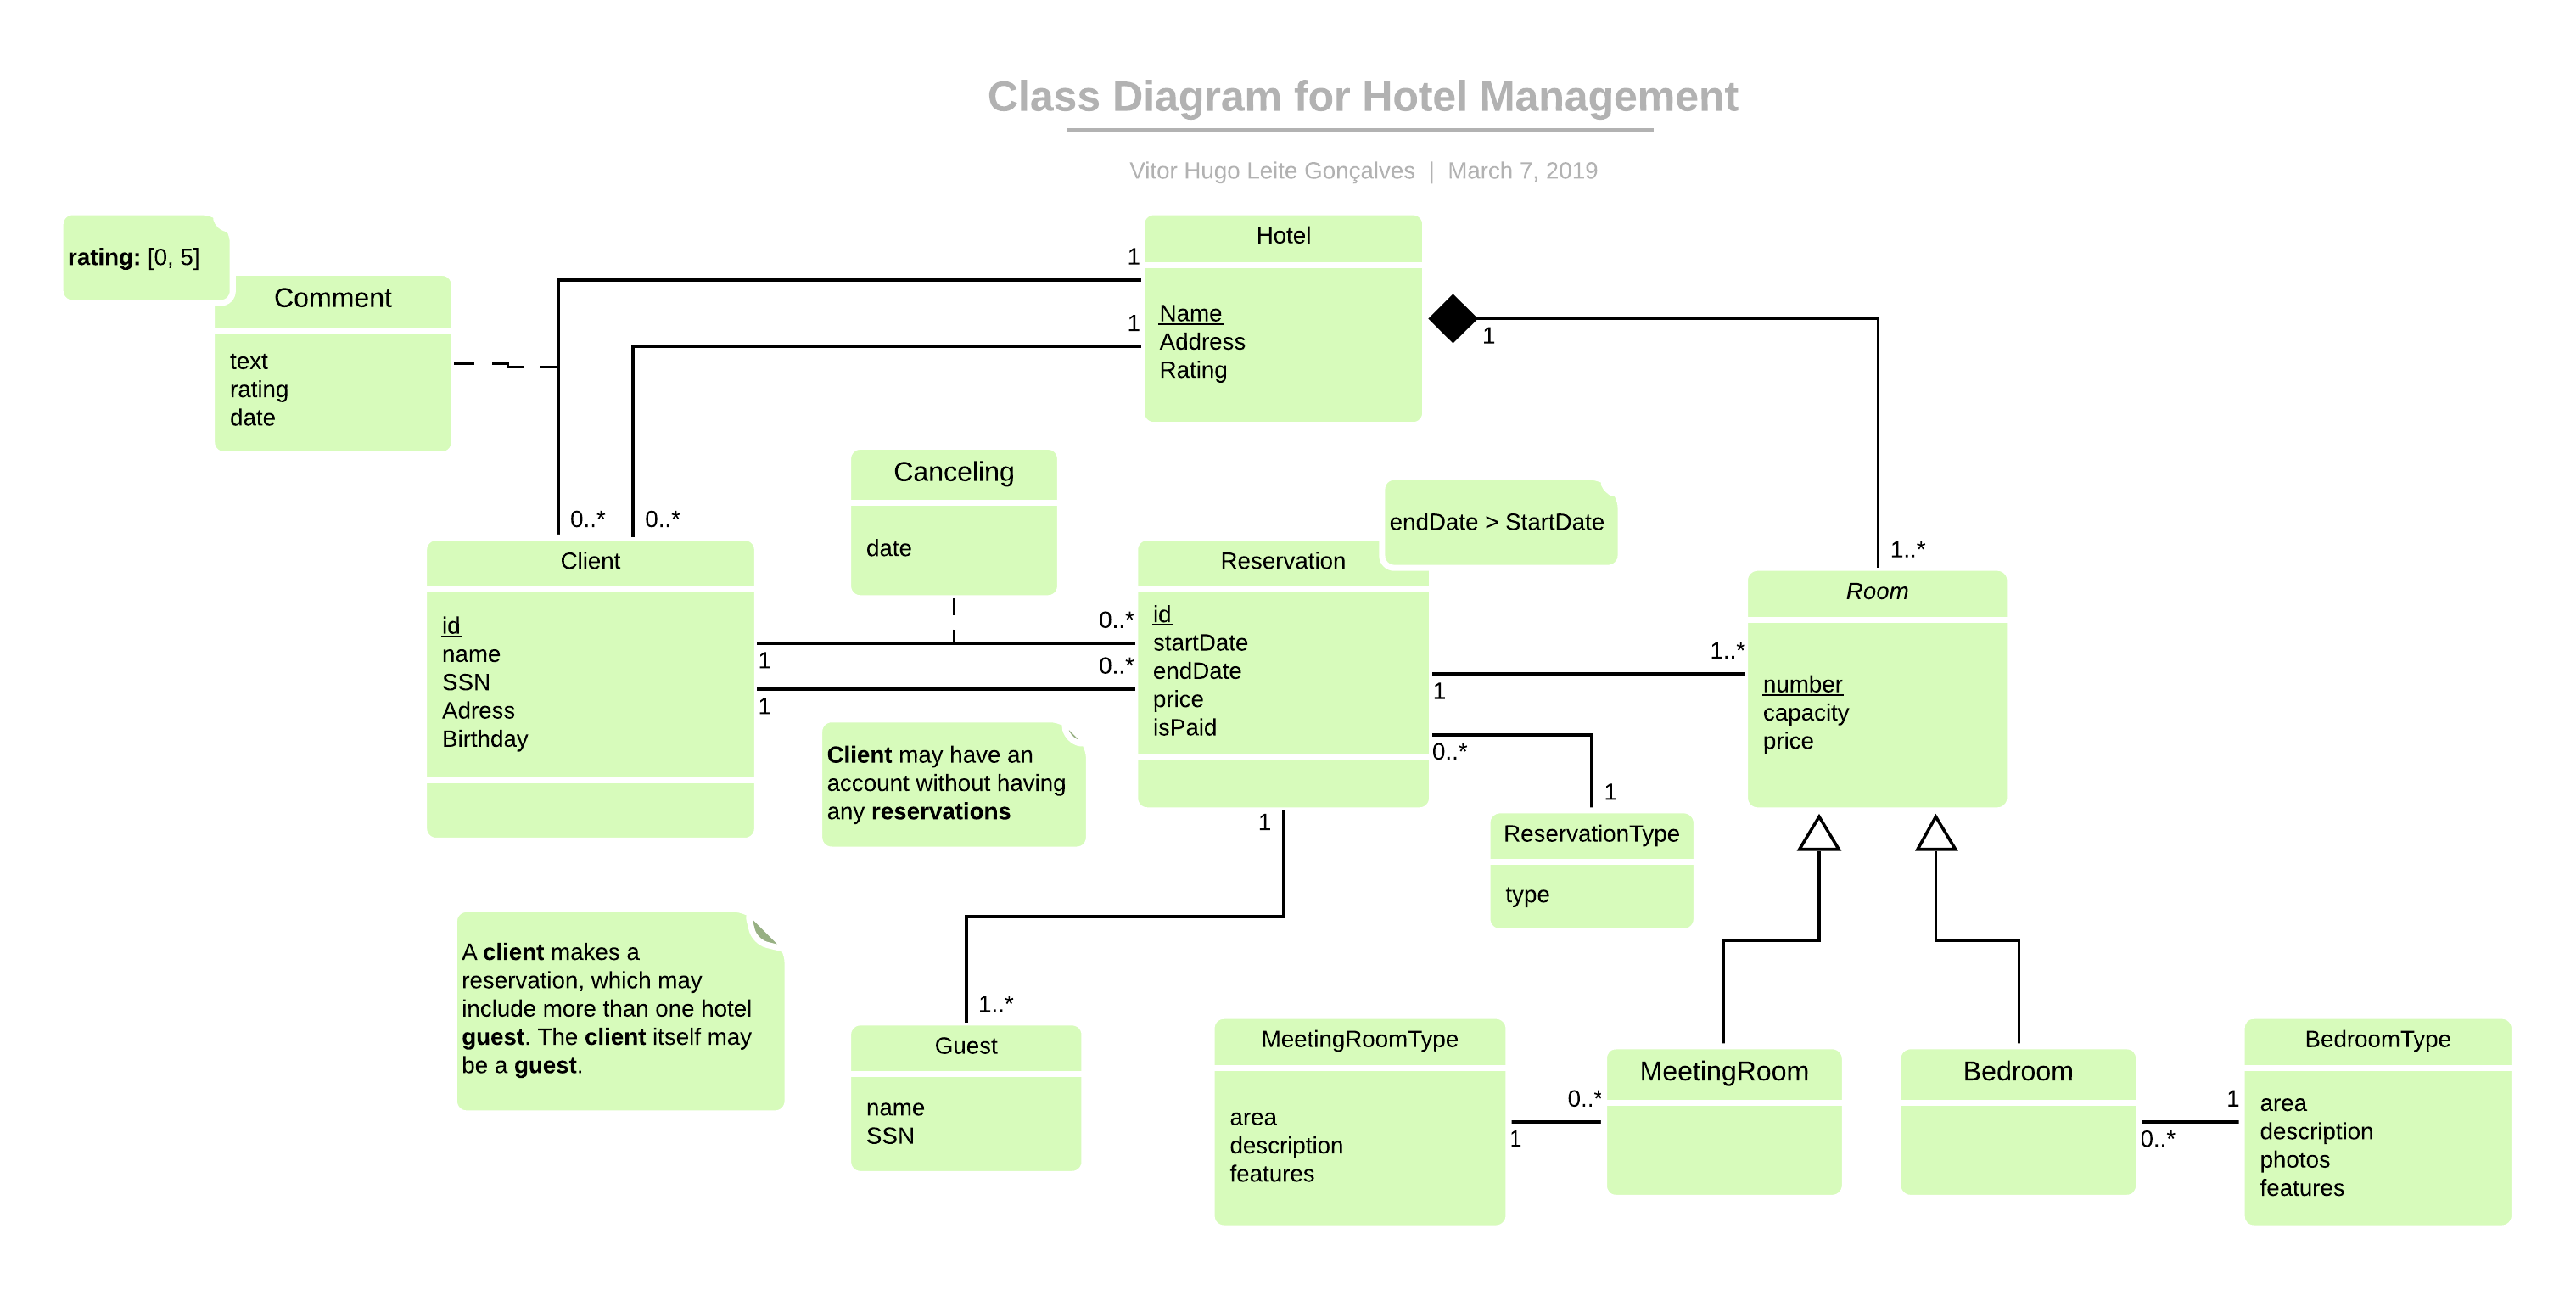 Class Diagram for Hotel Management
Vitor Hugo Leite Gonçalves | March 7, 2019
rating: [0, 5]
Comment
text
rating
date
Hotel
Name
Address
Rating
1
1
1
0..*
0..*
1..*
Canceling
date
endDate > StartDate
Client
id
name
SSN
Adress
Birthday
1
1
0..*
0..*
Reservation
id
startDate
endDate
price
isPaid
1
1..*
0..*
1
Room
number
capacity
price
Client may have an
account without having
any reservations
ReservationType
type
A client makes a
reservation, which may
include more than one hotel
guest. The client itself may
be a guest.
1
1..*
Guest
name
SSN
MeetingRoomType
area
description
features
1
0..*
MeetingRoom
Bedroom
0..*
1
BedroomType
area
description
photos
features